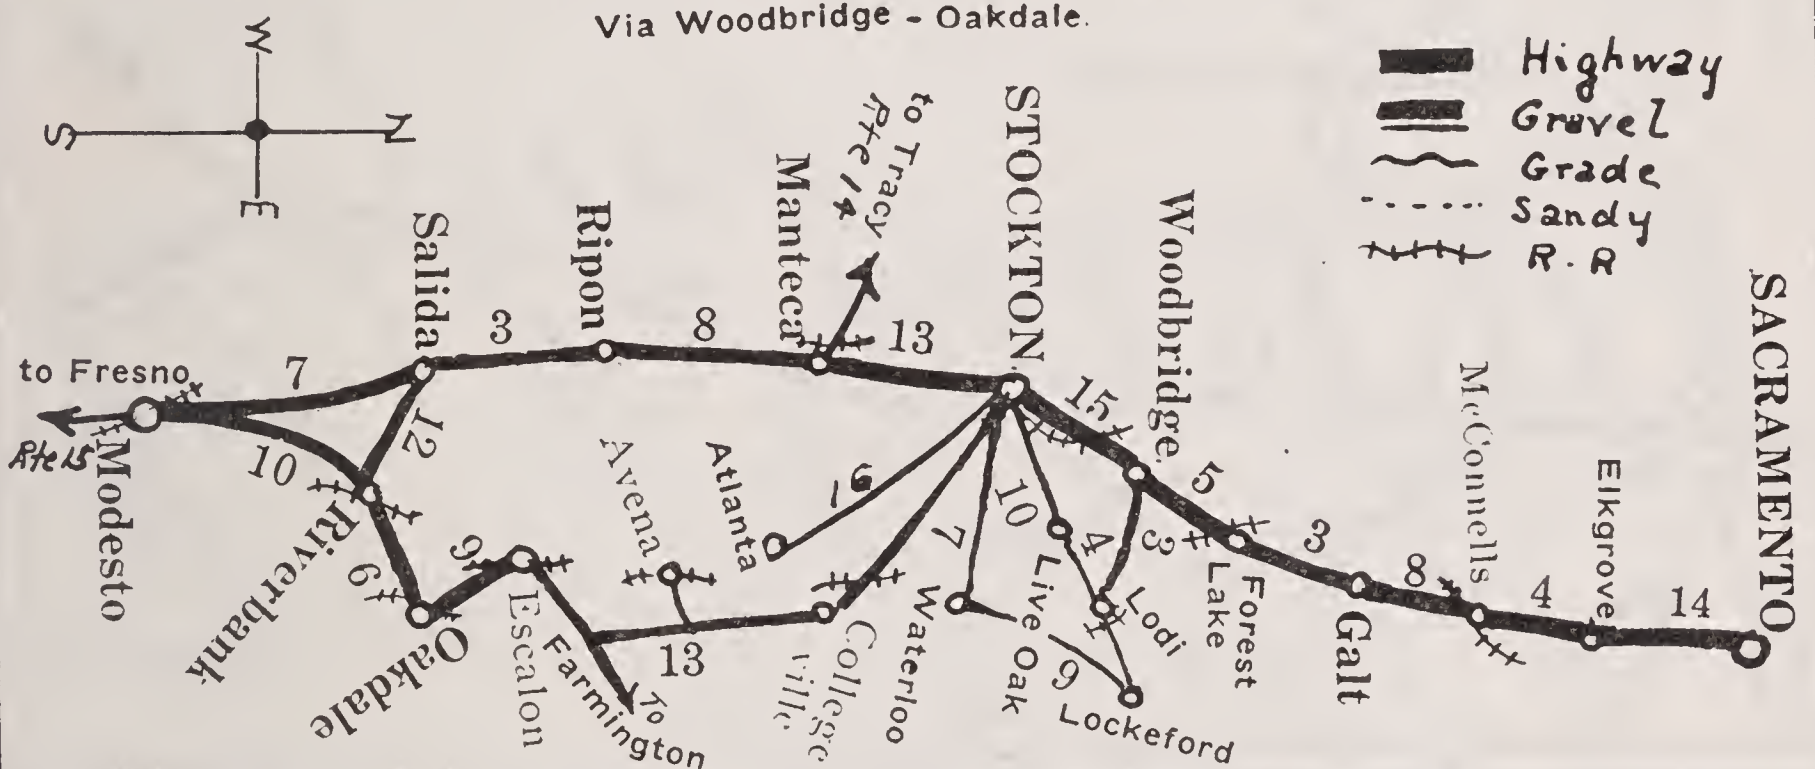 Via Woodbridge - Oakdale.
W
S
N
E
Highway
Gravel
Grade
Sandy
R.R
to Tracy
Rte 14
to Fresno
Rte 15
Modesto
7
10
Salida
3
12
Ripon
8
Manteca
13
STOCKTON
15
Woodbridge
5
3
Forest
Lake
3
Galt
8
McConnells
4
Elkgrove
14
SACRAMENTO
Riverbank
6
Oakdale
9
Escalon
To
Farmington
13
Avena
Atlanta
16
College
ville
7
Waterloo
10
Live Oak
4
Lodi
9
Lockeford